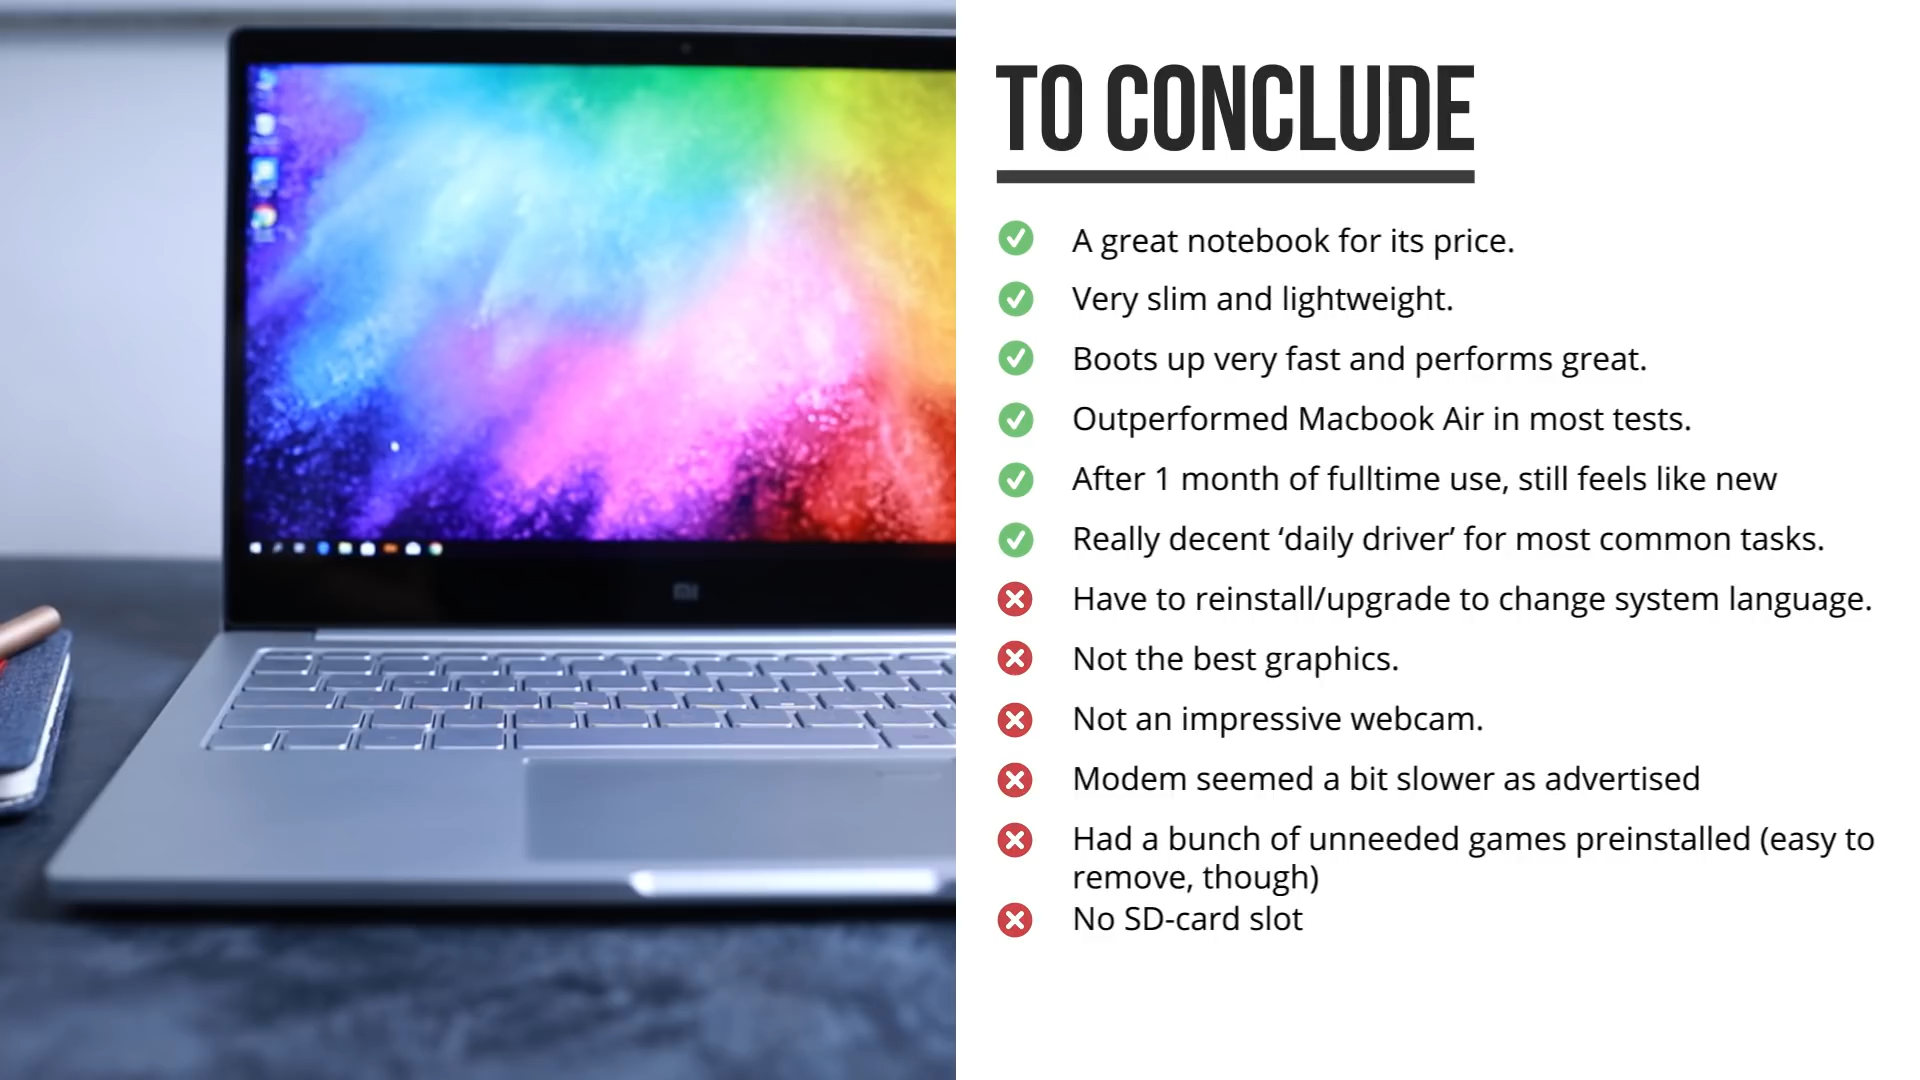 TO CONCLUDE
A great notebook for its price.
Very slim and lightweight.
Boots up very fast and performs great.
Outperformed Macbook Air in most tests.
After 1 month of fulltime use, still feels like new
Really decent ‘daily driver’ for most common tasks.
Have to reinstall/upgrade to change system language.
Not the best graphics.
Not an impressive webcam.
Modem seemed a bit slower as advertised
Had a bunch of unneeded games preinstalled (easy to
remove, though)
No SD-card slot
mi